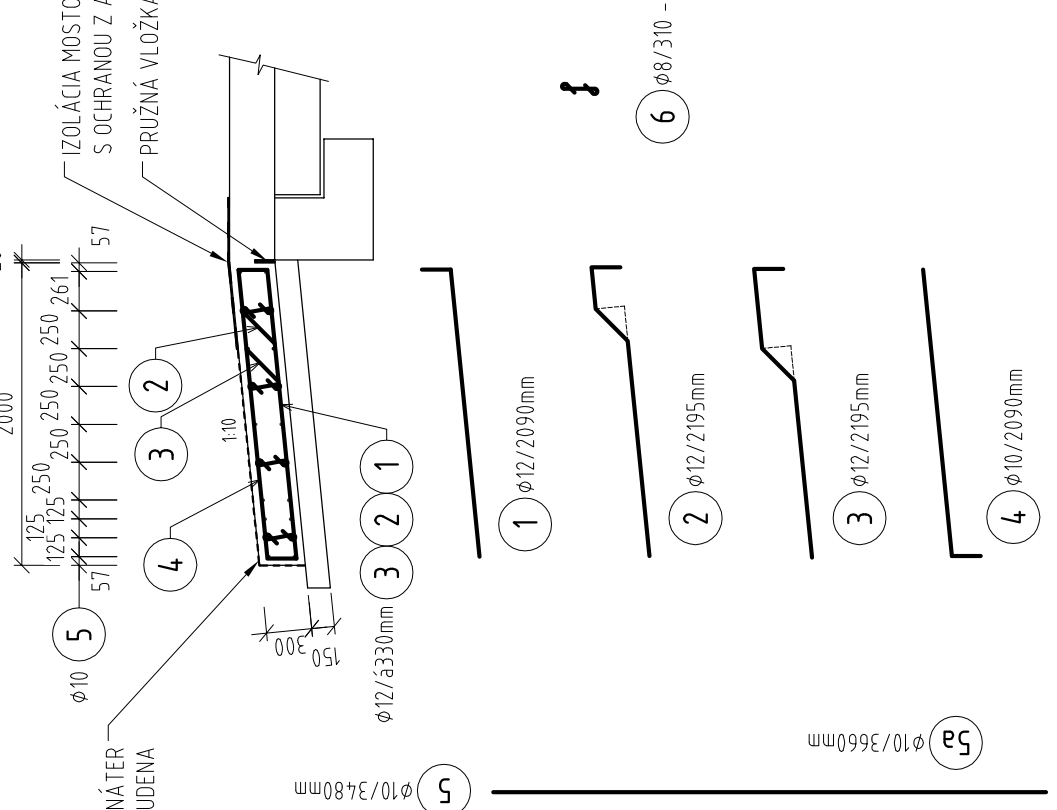 IZOLÁCIA MOSTO
S OCHRANOU Z A
PRUŽNÁ VLOŽKA
2000
57
125
125
125
250
250
250
250
250
261
57
φ10 5
4
3
2
1:10
300
150
φ12/á330mm
3 2 1
NÁTER
UDENA
1 φ12/2090mm
2 φ12/2195mm
3 φ12/2195mm
4 φ10/2090mm
5 φ10/3480mm
5a φ10/3660mm
6 φ8/310 -